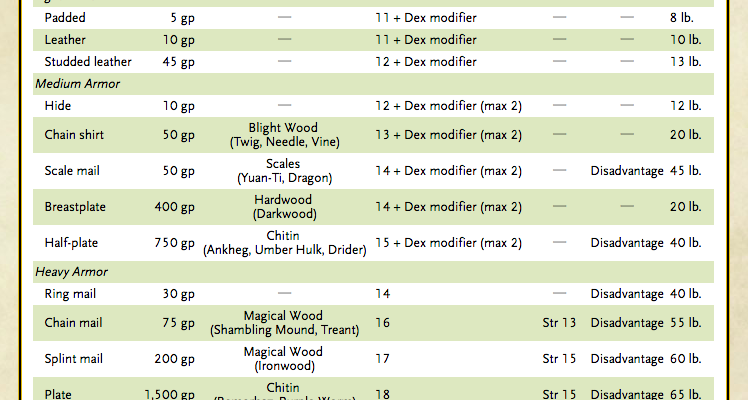 Padded 5 gp — 11 + Dex modifier — — 8 lb.
Leather 10 gp — 11 + Dex modifier — — 10 lb.
Studded leather 45 gp — 12 + Dex modifier — — 13 lb.
Medium Armor
Hide 10 gp — 12 + Dex modifier (max 2) — — 12 lb.
Chain shirt 50 gp Blight Wood (Twig, Needle, Vine) 13 + Dex modifier (max 2) — — 20 lb.
Scale mail 50 gp Scales (Yuan-Ti, Dragon) 14 + Dex modifier (max 2) — Disadvantage 45 lb.
Breastplate 400 gp Hardwood (Darkwood) 14 + Dex modifier (max 2) — — 20 lb.
Half-plate 750 gp Chitin (Ankheg, Umber Hulk, Drider) 15 + Dex modifier (max 2) — Disadvantage 40 lb.
Heavy Armor
Ring mail 30 gp — 14 Disadvantage 40 lb.
Chain mail 75 gp Magical Wood (Shambling Mound, Treant) 16 Str 13 Disadvantage 55 lb.
Splint mail 200 gp Magical Wood (Ironwood) 17 Str 15 Disadvantage 60 lb.
Plate 1,500 gp Chitin 18 Str 15 Disadvantage 65 lb.